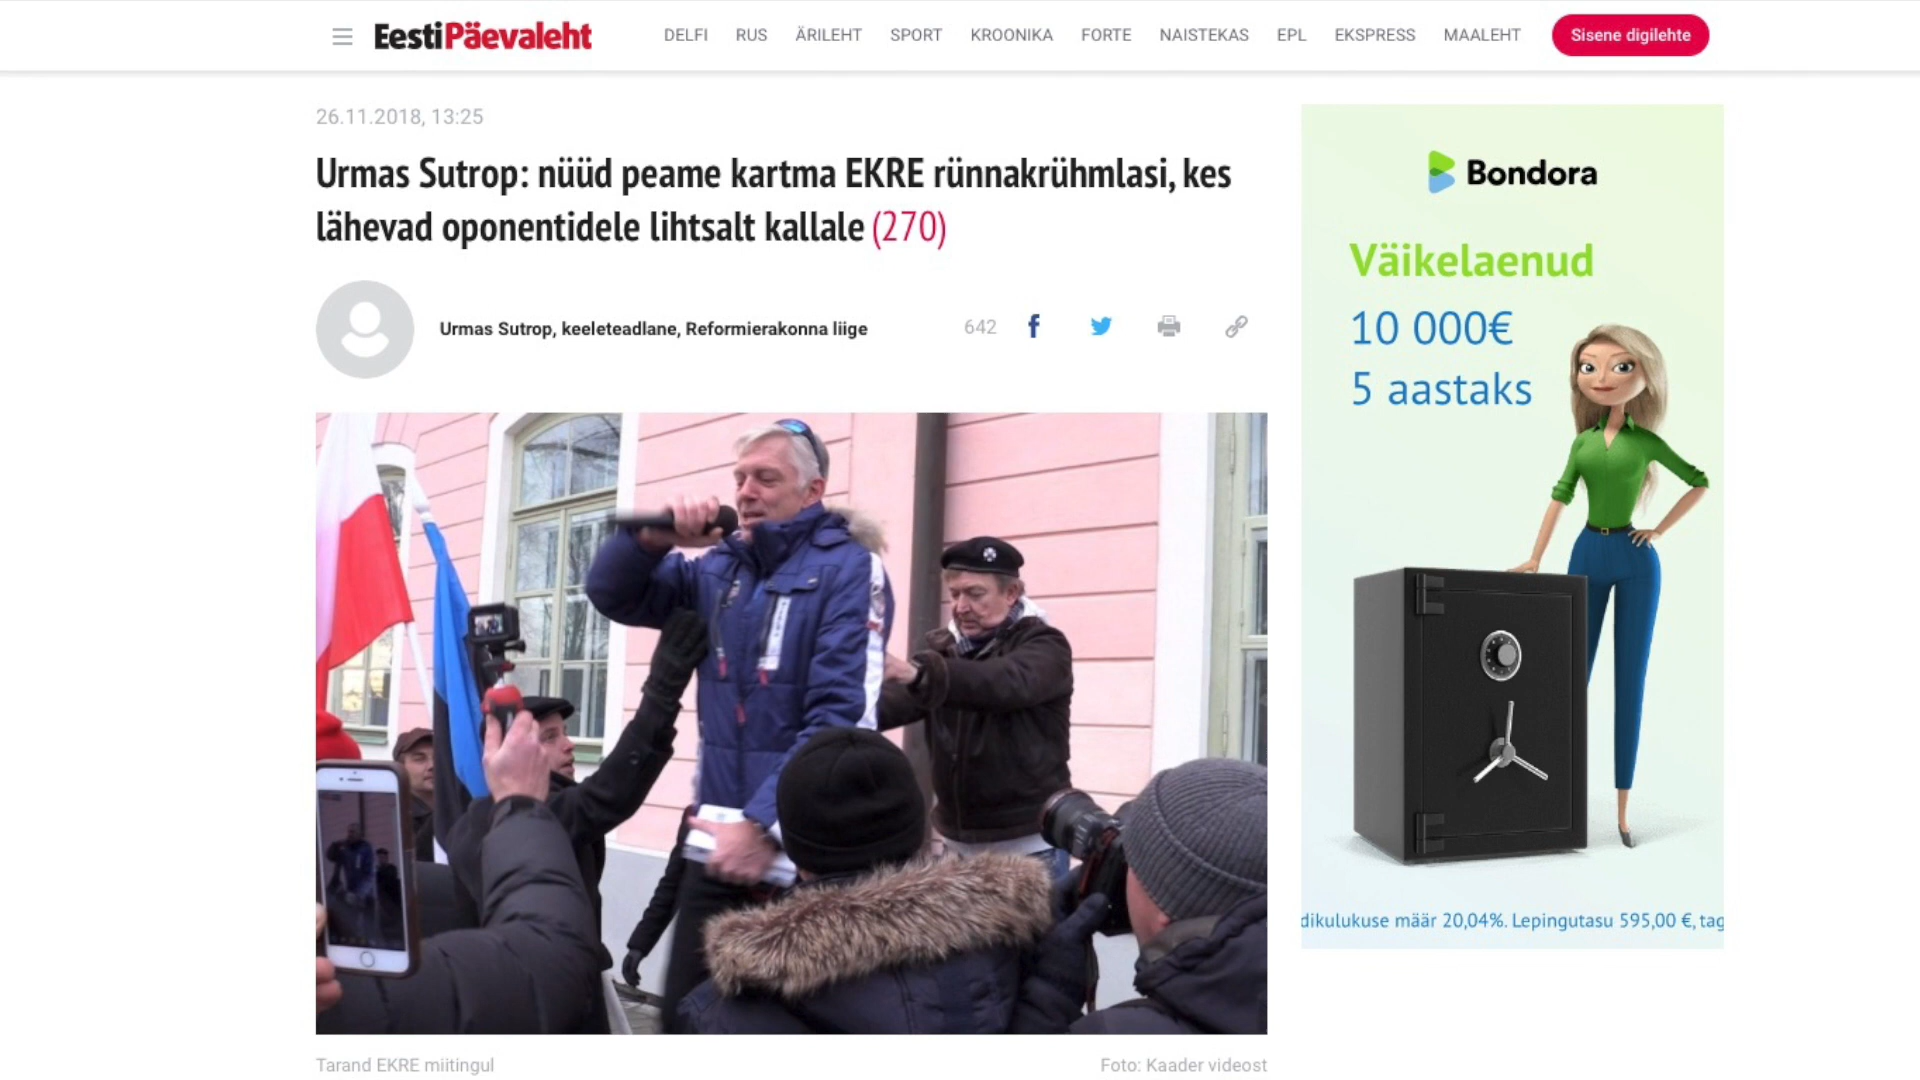 EestiPäevaleht
DELFI RUS ÄRILEHT SPORT KROONIKA FORTE NAISTEKAS EPL EKSPRESS MAALEHT Sisene digilehte
26.11.2018, 13:25
Urmas Sutrop: nüüd peame kartma EKRE rünnakrühmlasi, kes
lähevad oponentidele lihtsalt kallale (270)
Urmas Sutrop, keeleteadlane, Reformierakonna liige
642
Tarand EKRE miitingul
Foto: Kaader videost
Bondora
Väikelaenud
10 000€
5 aastaks
dikulukuse määr 20,04%. Lepingutasu 595,00 €, tag